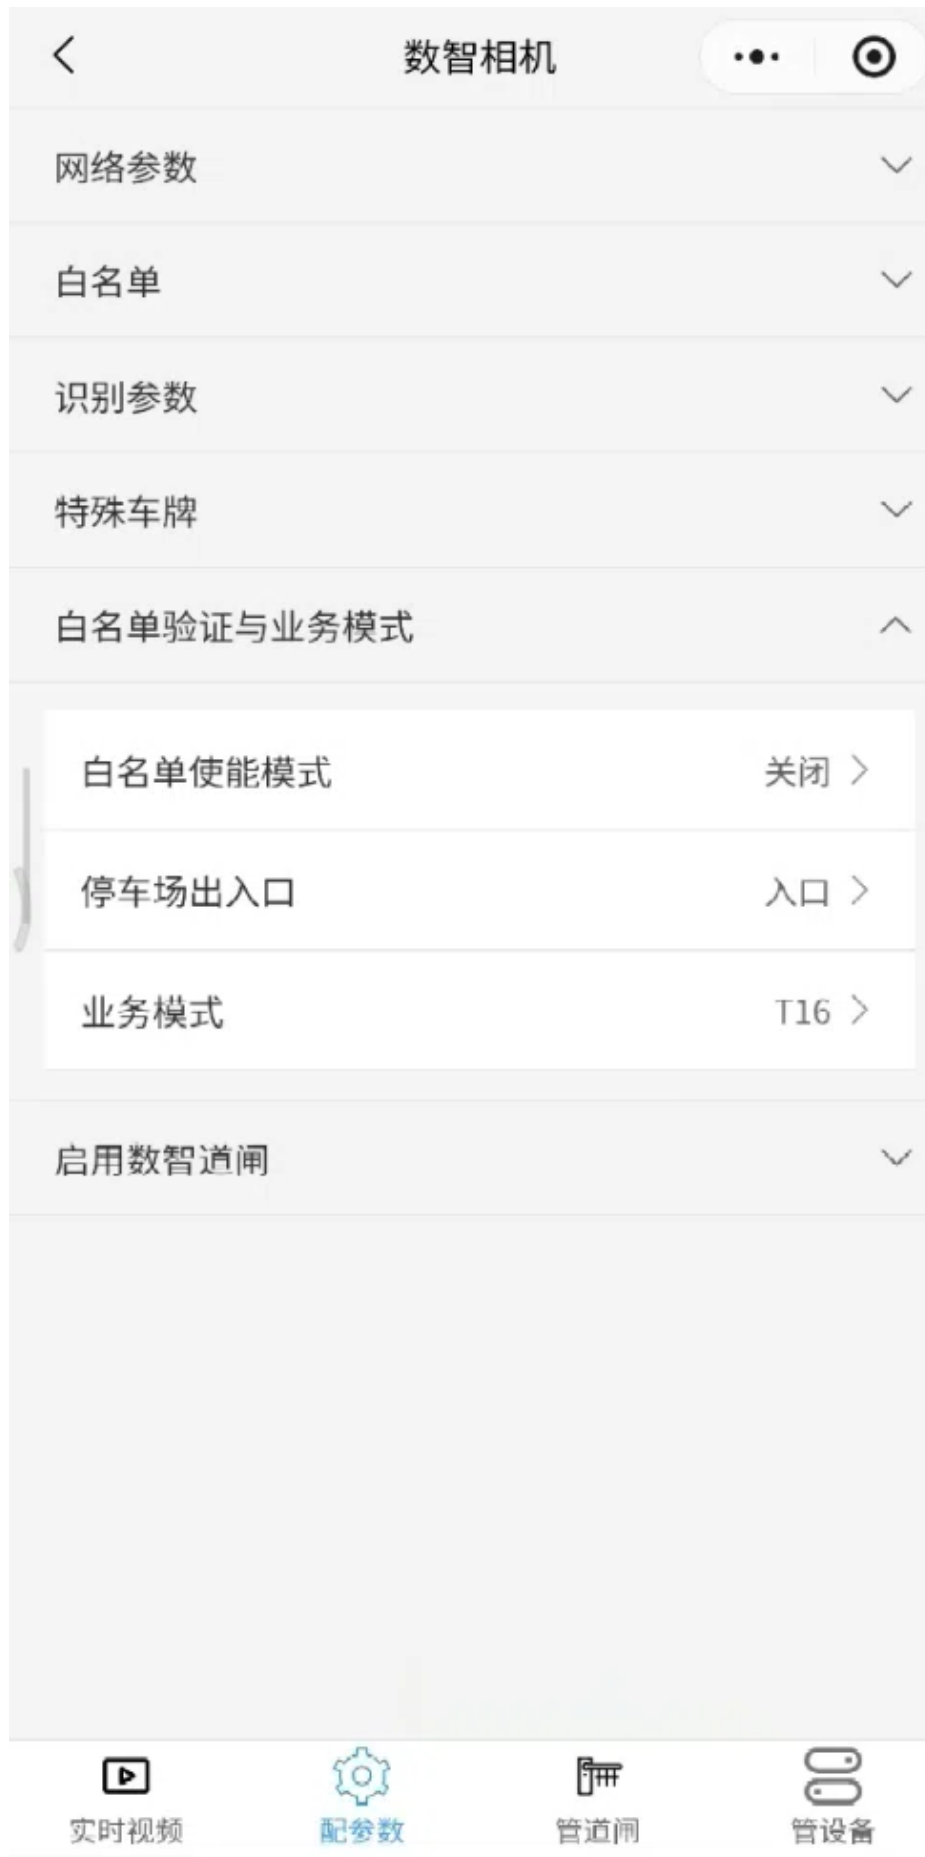 数智相机
网络参数
白名单
识别参数
特殊车牌
白名单验证与业务模式
白名单使能模式 关闭
停车场出入口 入口
业务模式 T16
启用数智道闸
实时视频 配参数 管道闸 管设备